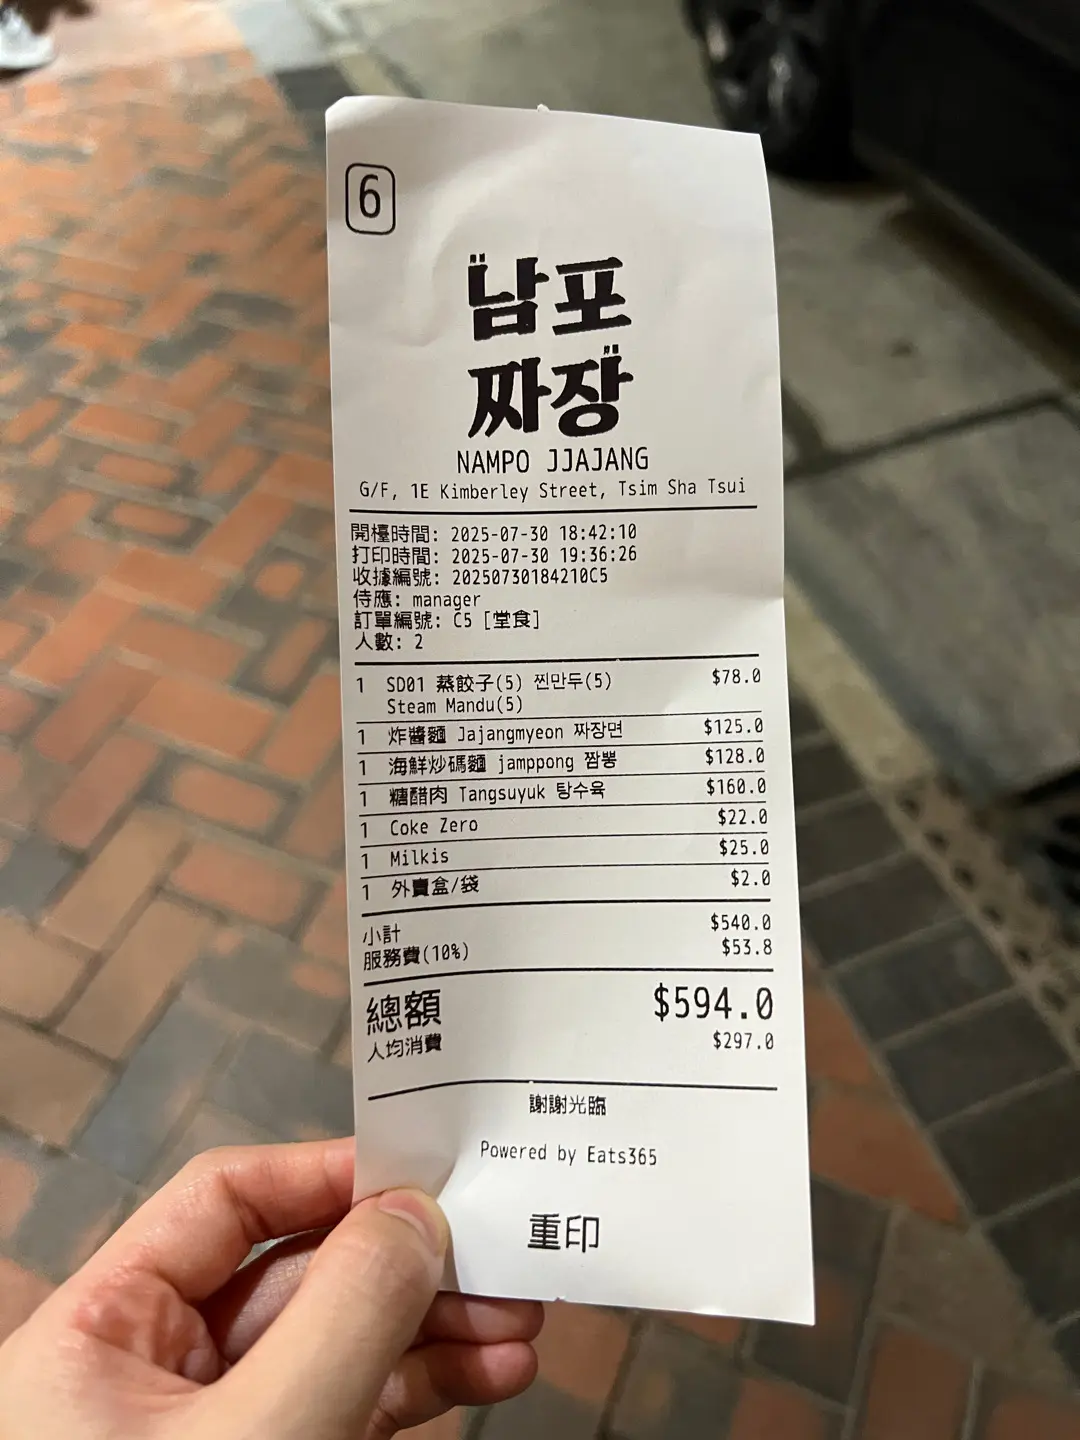 6
남포
짜장
NAMPO JJAJANG
G/F, 1E Kimberley Street, Tsim Sha Tsui
開檯時間: 2025-07-30 18:42:10
打印時間: 2025-07-30 19:36:26
收據編號: 20250730184210C5
侍應: manager
訂單編號: C5 [堂食]
人數: 2
1 SD01 蒸餃子(5) 찐만두(5) $78.0
Steam Mandu(5)
1 炸醬麵 Jajangmyeon 짜장면 $125.0
1 海鮮炒碼麵 jamppong 짬뽕 $128.0
1 糖醋肉 Tangsuyuk 탕수육 $160.0
1 Coke Zero $22.0
1 Milkis $25.0
1 外賣盒/袋 $2.0
小計 $540.0
服務費(10%) $53.8
總額 $594.0
人均消費 $297.0
謝謝光臨
Powered by Eats365
重印